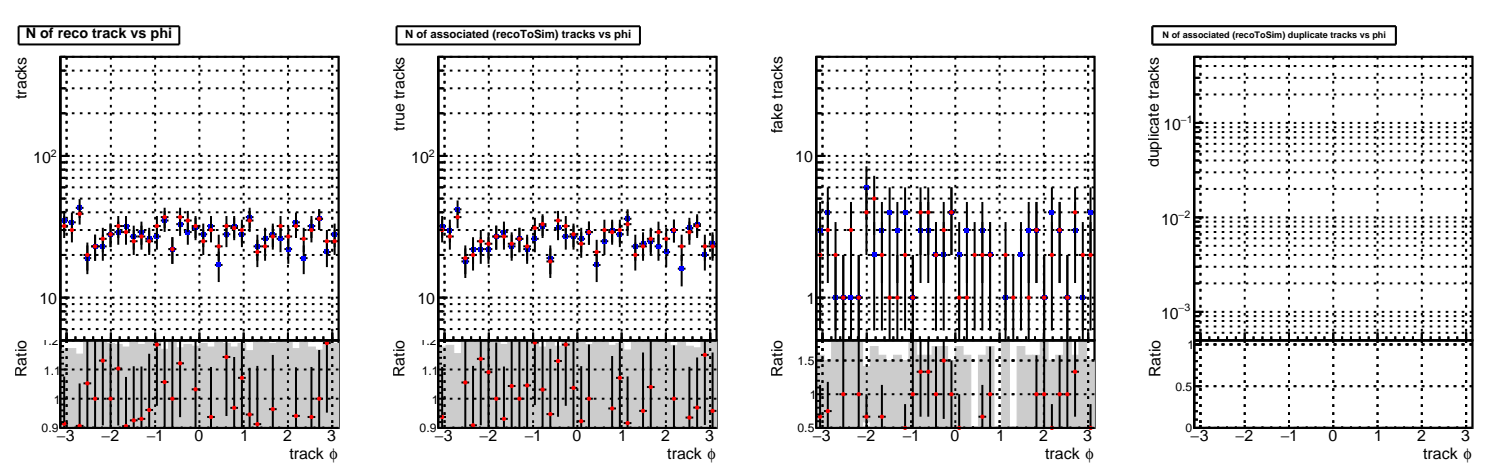 N of reco track vs phi
tracks
10²
10
Ratio
1.2
1.1
1
0.9
−3 −2 −1 0 1 2 3
track ϕ
N of associated (recoToSim) tracks vs phi
true tracks
10²
10
Ratio
1.2
1.1
1
0.9
−3 −2 −1 0 1 2 3
track ϕ
fake tracks
10
1
Ratio
1.5
1
0.5
−3 −2 −1 0 1 2 3
track ϕ
N of associated (recoToSim) duplicate tracks vs phi
duplicate tracks
10⁻¹
10⁻²
10⁻³
Ratio
1
0.5
0
−3 −2 −1 0 1 2 3
track ϕ